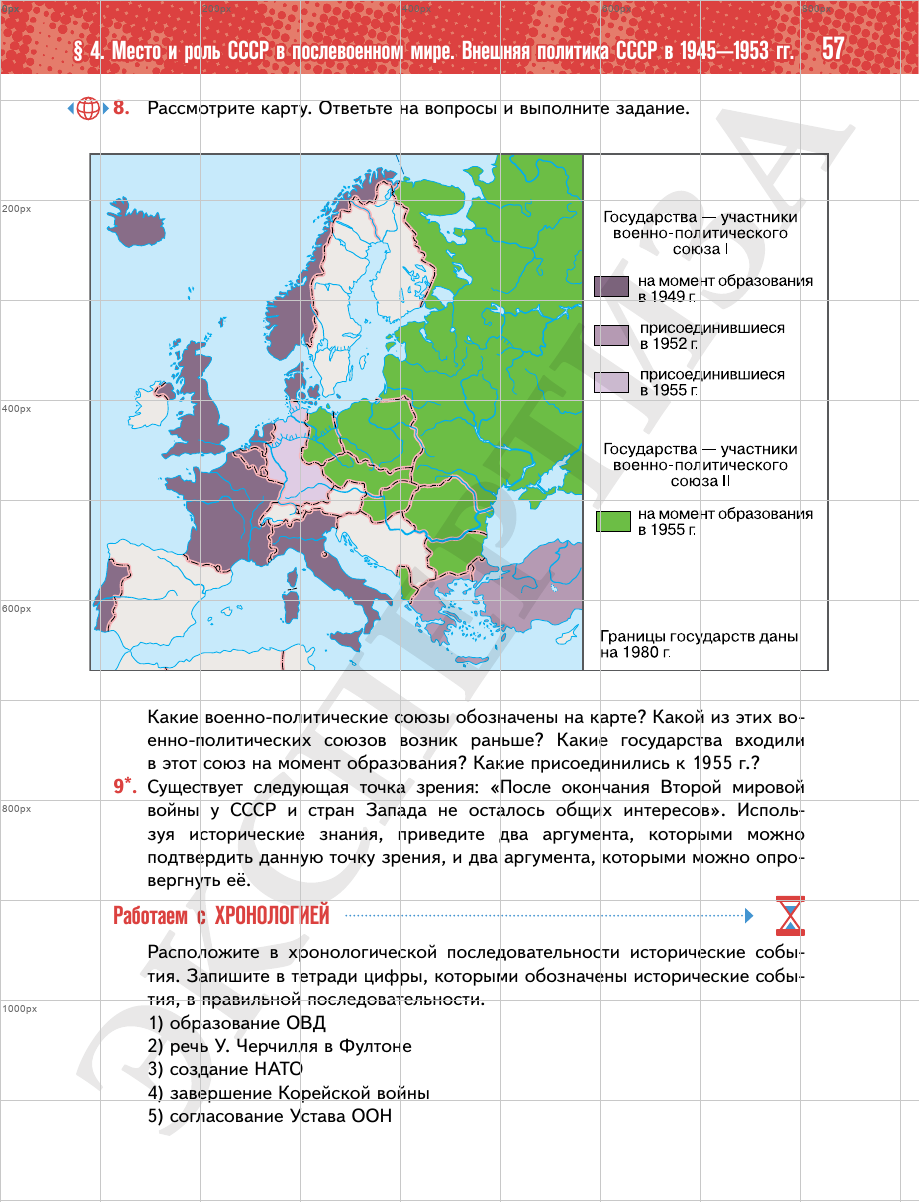 § 4. Место и роль СССР в послевоенном мире. Внешняя политика СССР в 1945—1953 гг. 57
8. Рассмотрите карту. Ответьте на вопросы и выполните задание.
200px
Государства — участники
военно-политического
союза I
на момент образования
в 1949 г.
присоединившиеся
в 1952 г.
присоединившиеся
в 1955 г.
400px
Государства — участники
военно-политического
союза II
на момент образования
в 1955 г.
600px
Границы государств даны
на 1980 г.
Какие военно-политические союзы обозначены на карте? Какой из этих во-
енно-политических союзов возник раньше? Какие государства входили
в этот союз на момент образования? Какие присоединились к 1955 г.?
9*. Существует следующая точка зрения: «После окончания Второй мировой
800px
войны у СССР и стран Запада не осталось общих интересов». Исполь-
зуя исторические знания, приведите два аргумента, которыми можно
подтвердить данную точку зрения, и два аргумента, которыми можно опро-
вергнуть её.
Работаем с ХРОНОЛОГИЕЙ
Расположите в хронологической последовательности исторические собы-
тия. Запишите в тетради цифры, которыми обозначены исторические собы-
тия, в правильной последовательности.
1000px
1) образование ОВД
2) речь У. Черчилля в Фултоне
3) создание НАТО
4) завершение Корейской войны
5) согласование Устава ООН
ЭКСПЕРТИЗА